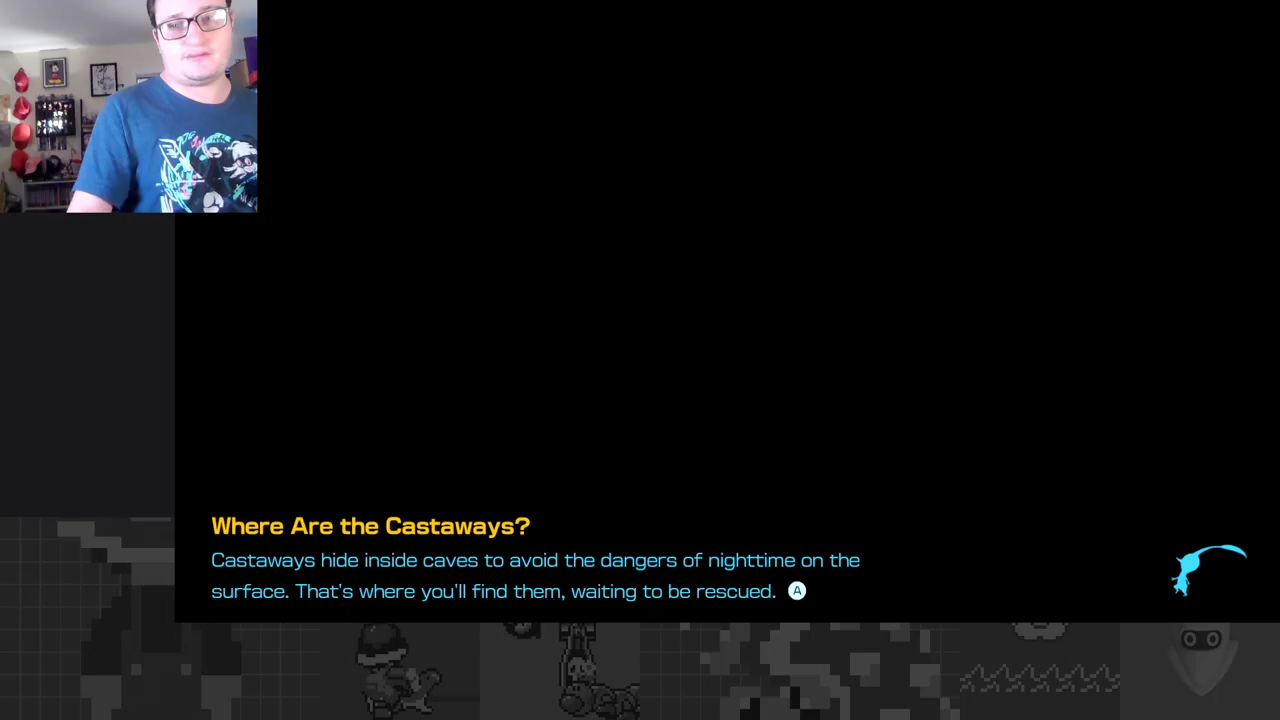 Where Are the Castaways?
Castaways hide inside caves to avoid the dangers of nighttime on the
surface. That's where you'll find them, waiting to be rescued. A